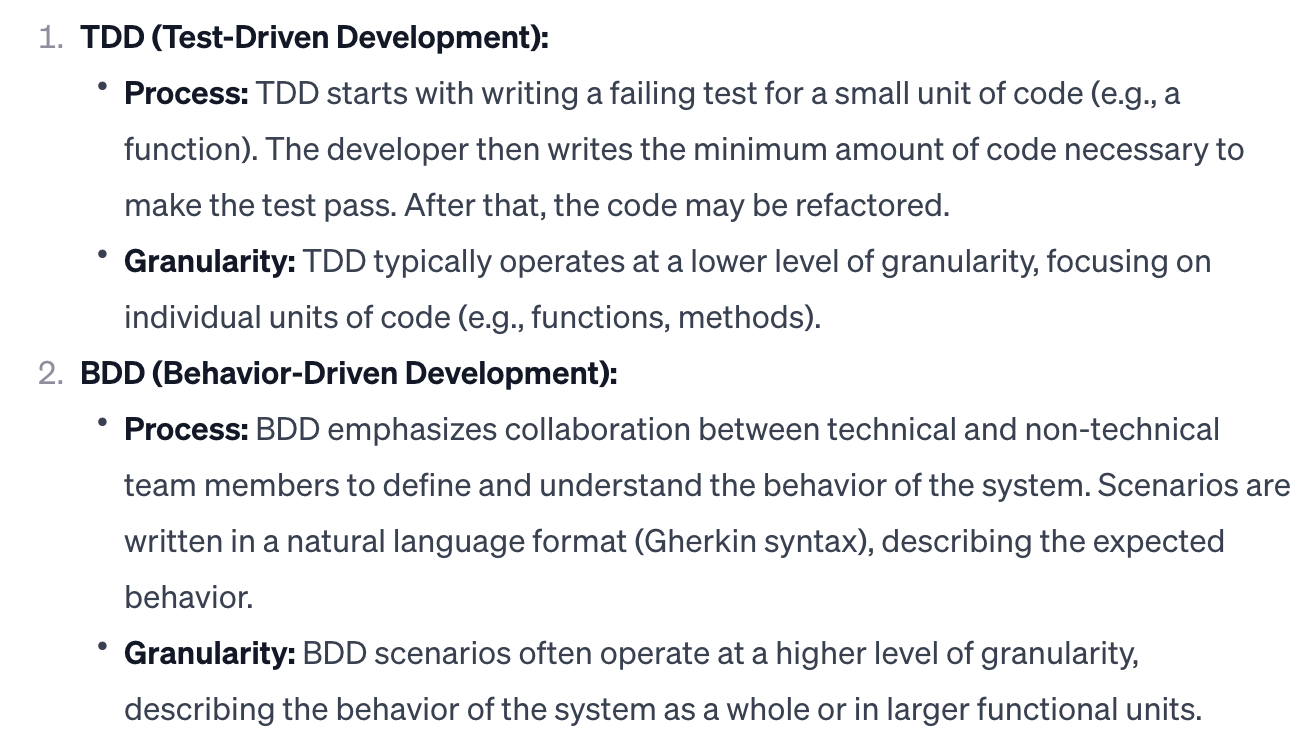 1. TDD (Test-Driven Development):
• Process: TDD starts with writing a failing test for a small unit of code (e.g., a
function). The developer then writes the minimum amount of code necessary to
make the test pass. After that, the code may be refactored.
• Granularity: TDD typically operates at a lower level of granularity, focusing on
individual units of code (e.g., functions, methods).
2. BDD (Behavior-Driven Development):
• Process: BDD emphasizes collaboration between technical and non-technical
team members to define and understand the behavior of the system. Scenarios are
written in a natural language format (Gherkin syntax), describing the expected
behavior.
• Granularity: BDD scenarios often operate at a higher level of granularity,
describing the behavior of the system as a whole or in larger functional units.